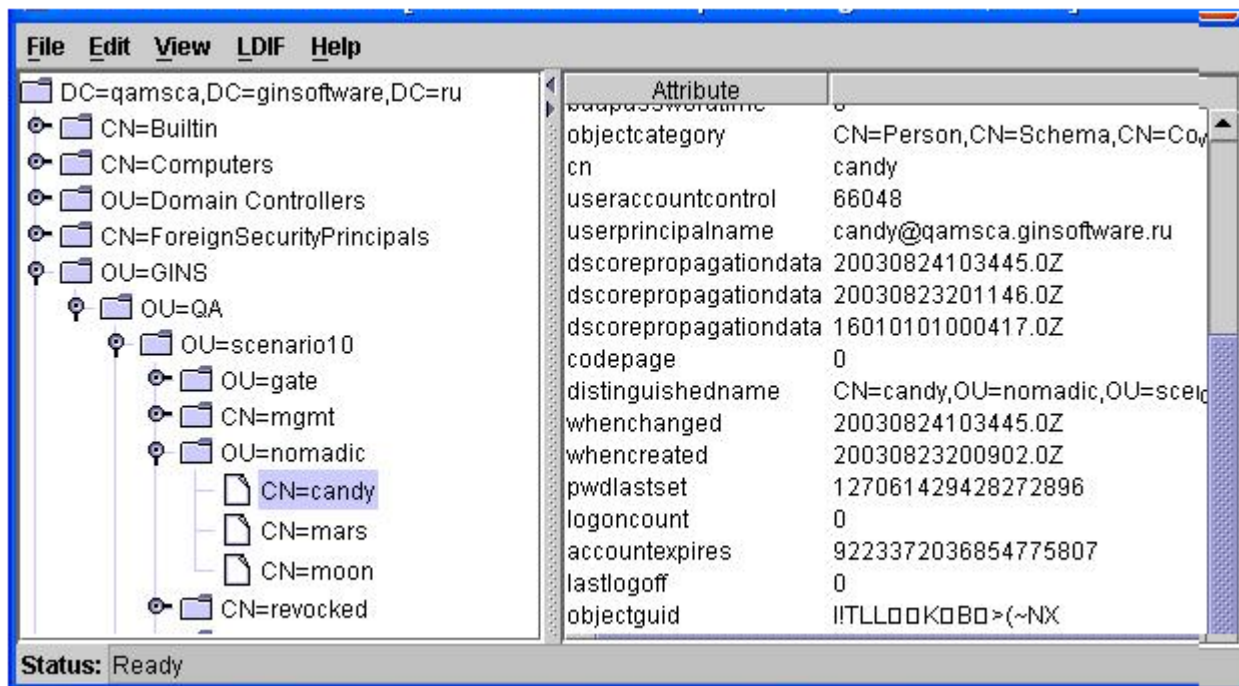 File Edit View LDIF Help
DC=qamsca,DC=ginsoftware,DC=ru
CN=Builtin
CN=Computers
OU=Domain Controllers
CN=ForeignSecurityPrincipals
OU=GINS
OU=QA
OU=scenario10
OU=gate
CN=mgmt
OU=nomadic
CN=candy
CN=mars
CN=moon
CN=revoked
Attribute
objectcategory CN=Person,CN=Schema,CN=Co
cn candy
useraccountcontrol 66048
userprincipalname candy@qamsca.ginsoftware.ru
dscorepropagationdata 20030824103445.0Z
dscorepropagationdata 20030823201146.0Z
dscorepropagationdata 16010101000417.0Z
codepage 0
distinguishedname CN=candy,OU=nomadic,OU=sce
whenchanged 20030824103445.0Z
whencreated 20030823200902.0Z
pwdlastset 127061429428272896
logoncount 0
accountexpires 9223372036854775807
lastlogoff 0
objectguid
Status: Ready